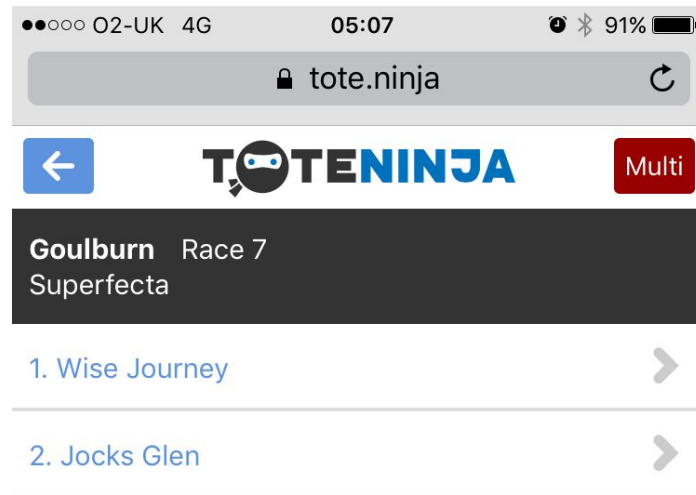 O2-UK 4G 05:07 91%
tote.ninja
TOTENINJA Multi
Goulburn Race 7
Superfecta
1. Wise Journey
2. Jocks Glen